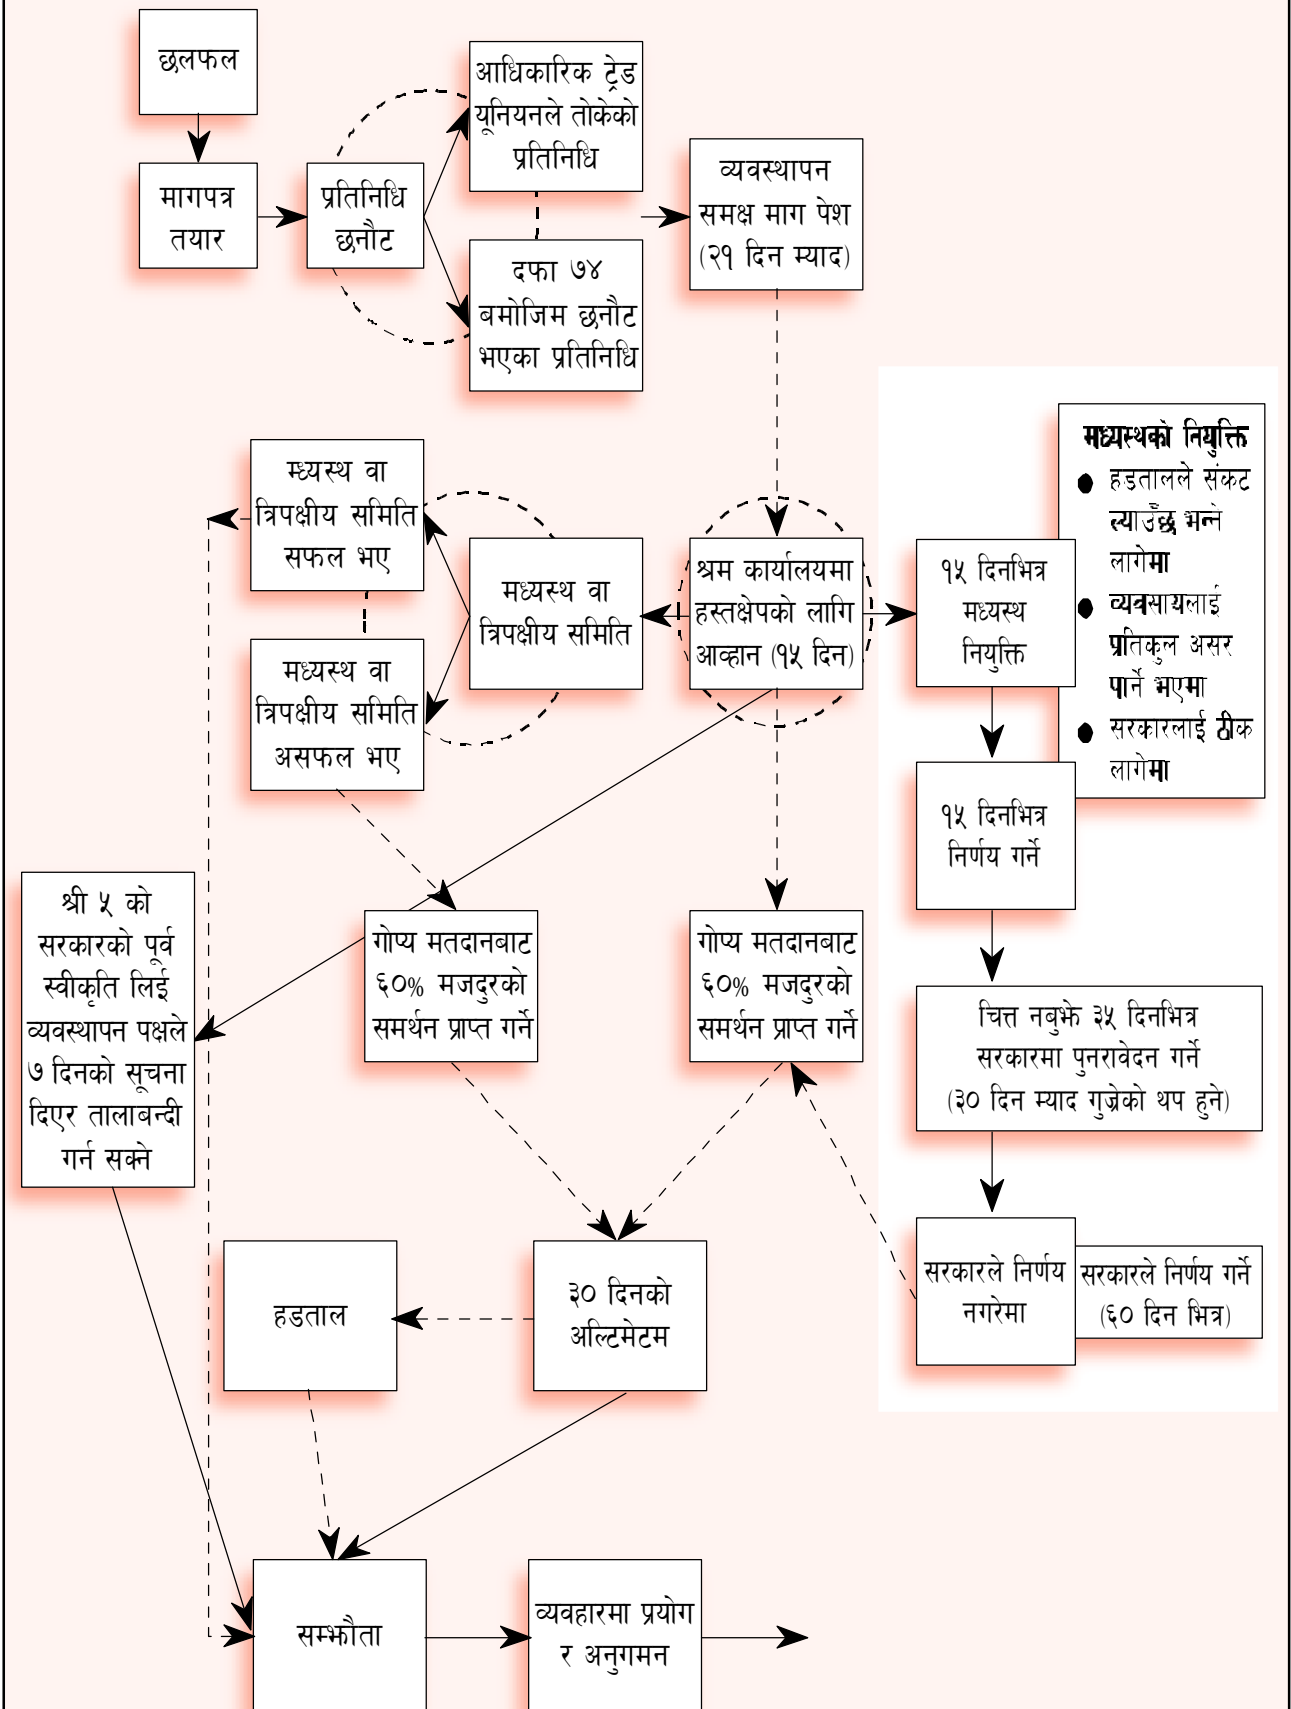 छलफल
मागपत्र
तयार
प्रतिनिधि
छनौट
आधिकारिक ट्रेड
यूनियनले तोकेको
प्रतिनिधि
दफा ७४
बमोजिम छनौट
भएका प्रतिनिधि
व्यवस्थापन
समक्ष माग पेश
(२१ दिन म्याद)
म्ध्यस्थ वा
त्रिपक्षीय समिति
सफल भए
मध्यस्थ वा
त्रिपक्षीय समिति
असफल भए
मध्यस्थ वा
त्रिपक्षीय समिति
श्रम कार्यालयमा
हस्तक्षेपको लागि
आव्हान (१५ दिन)
१५ दिनभित्र
मध्यस्थ
नियुक्ति
मध्यस्थको नियुक्ति
● हडतालले संकट
ल्याउँछ भन्ने
लागेमा
● व्यवसायलाई
प्रतिकुल असर
पार्ने भएमा
● सरकारलाई ठीक
लागेमा
१५ दिनभित्र
निर्णय गर्ने
श्री ५ को
सरकारको पूर्व
स्वीकृति लिई
व्यवस्थापन पक्षले
७ दिनको सूचना
दिएर तालाबन्दी
गर्न सक्ने
गोप्य मतदानबाट
६०% मजदुरको
समर्थन प्राप्त गर्ने
गोप्य मतदानबाट
६०% मजदुरको
समर्थन प्राप्त गर्ने
चित्त नबुझे ३५ दिनभित्र
सरकारमा पुनरावेदन गर्ने
(३० दिन म्याद गुज्रेको थप हुने)
हडताल
३० दिनको
अल्टिमेटम
सरकारले निर्णय
नगरेमा
सरकारले निर्णय गर्ने
(६० दिन भित्र)
सम्झौता
व्यवहारमा प्रयोग
र अनुगमन